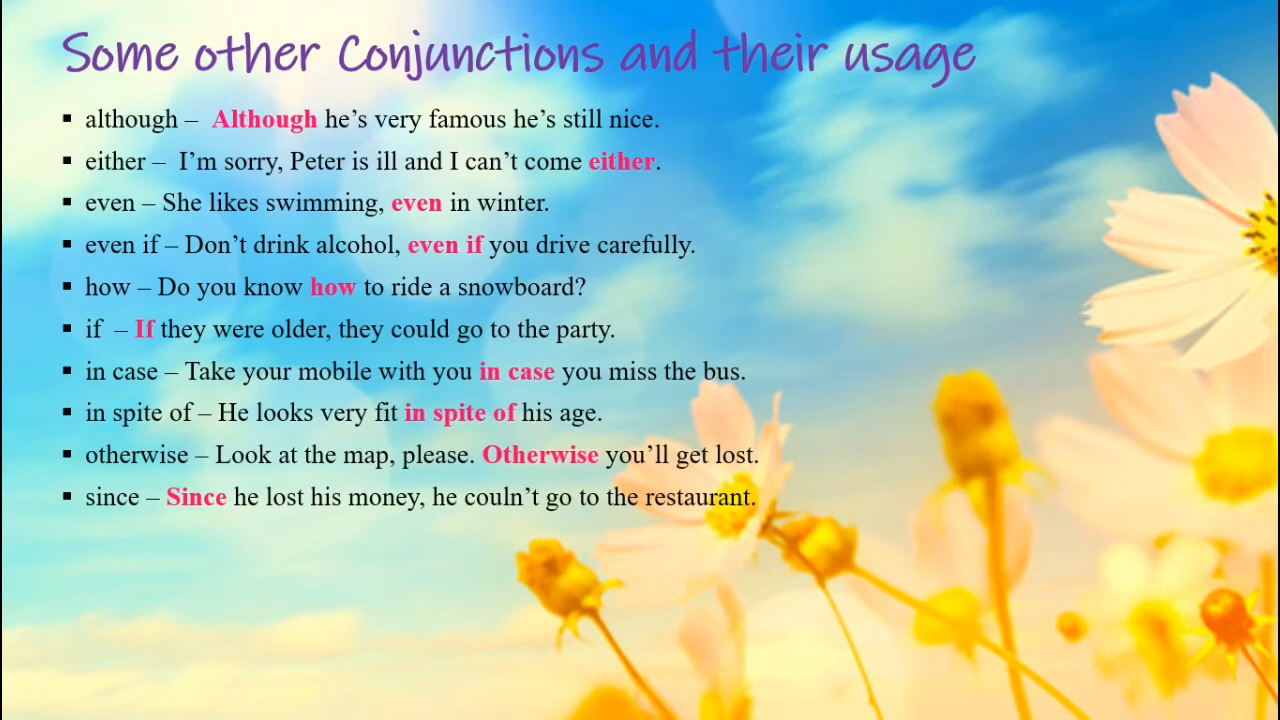 Some other Conjunctions and their usage
▪ although – Although he’s very famous he’s still nice.
▪ either – I’m sorry, Peter is ill and I can’t come either.
▪ even – She likes swimming, even in winter.
▪ even if – Don’t drink alcohol, even if you drive carefully.
▪ how – Do you know how to ride a snowboard?
▪ if – If they were older, they could go to the party.
▪ in case – Take your mobile with you in case you miss the bus.
▪ in spite of – He looks very fit in spite of his age.
▪ otherwise – Look at the map, please. Otherwise you’ll get lost.
▪ since – Since he lost his money, he couln’t go to the restaurant.